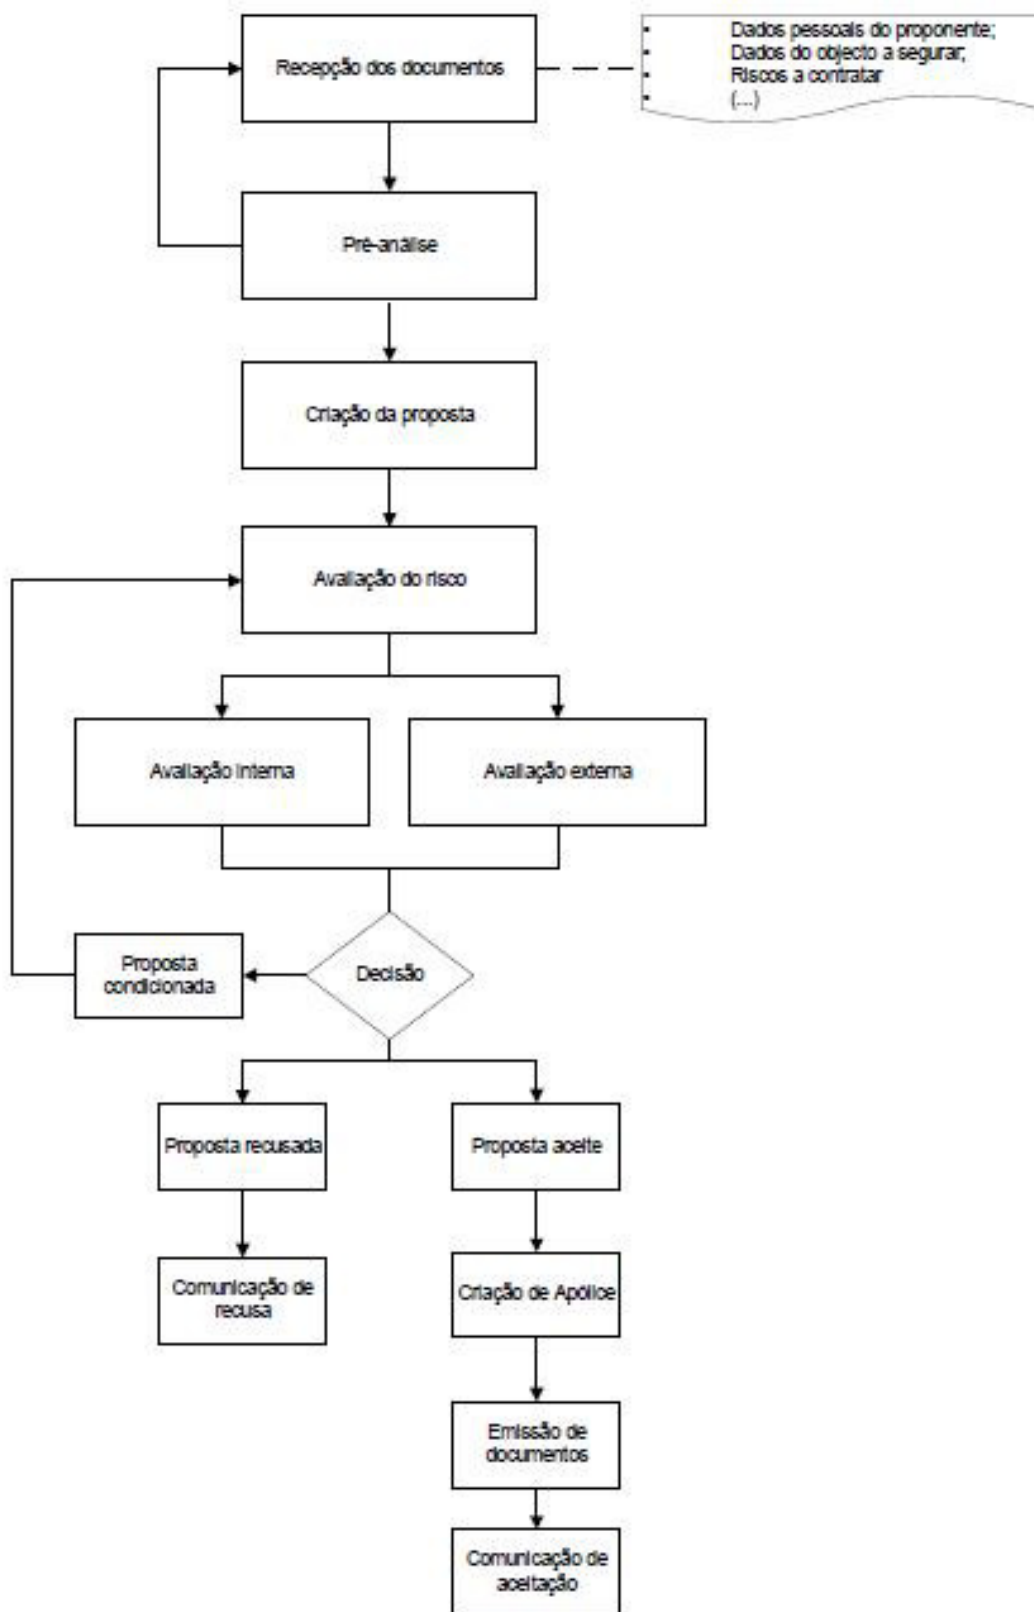 Recepção dos documentos
Dados pessoais do proponente;
Dados do objecto a segurar;
Riscos a contratar
(...)
Pré-análise
Criação da proposta
Avaliação do risco
Avaliação interna
Avaliação externa
Proposta
condicionada
Decisão
Proposta recusada
Proposta aceite
Comunicação de
recusa
Criação de Apólice
Emissão de
documentos
Comunicação de
aceitação